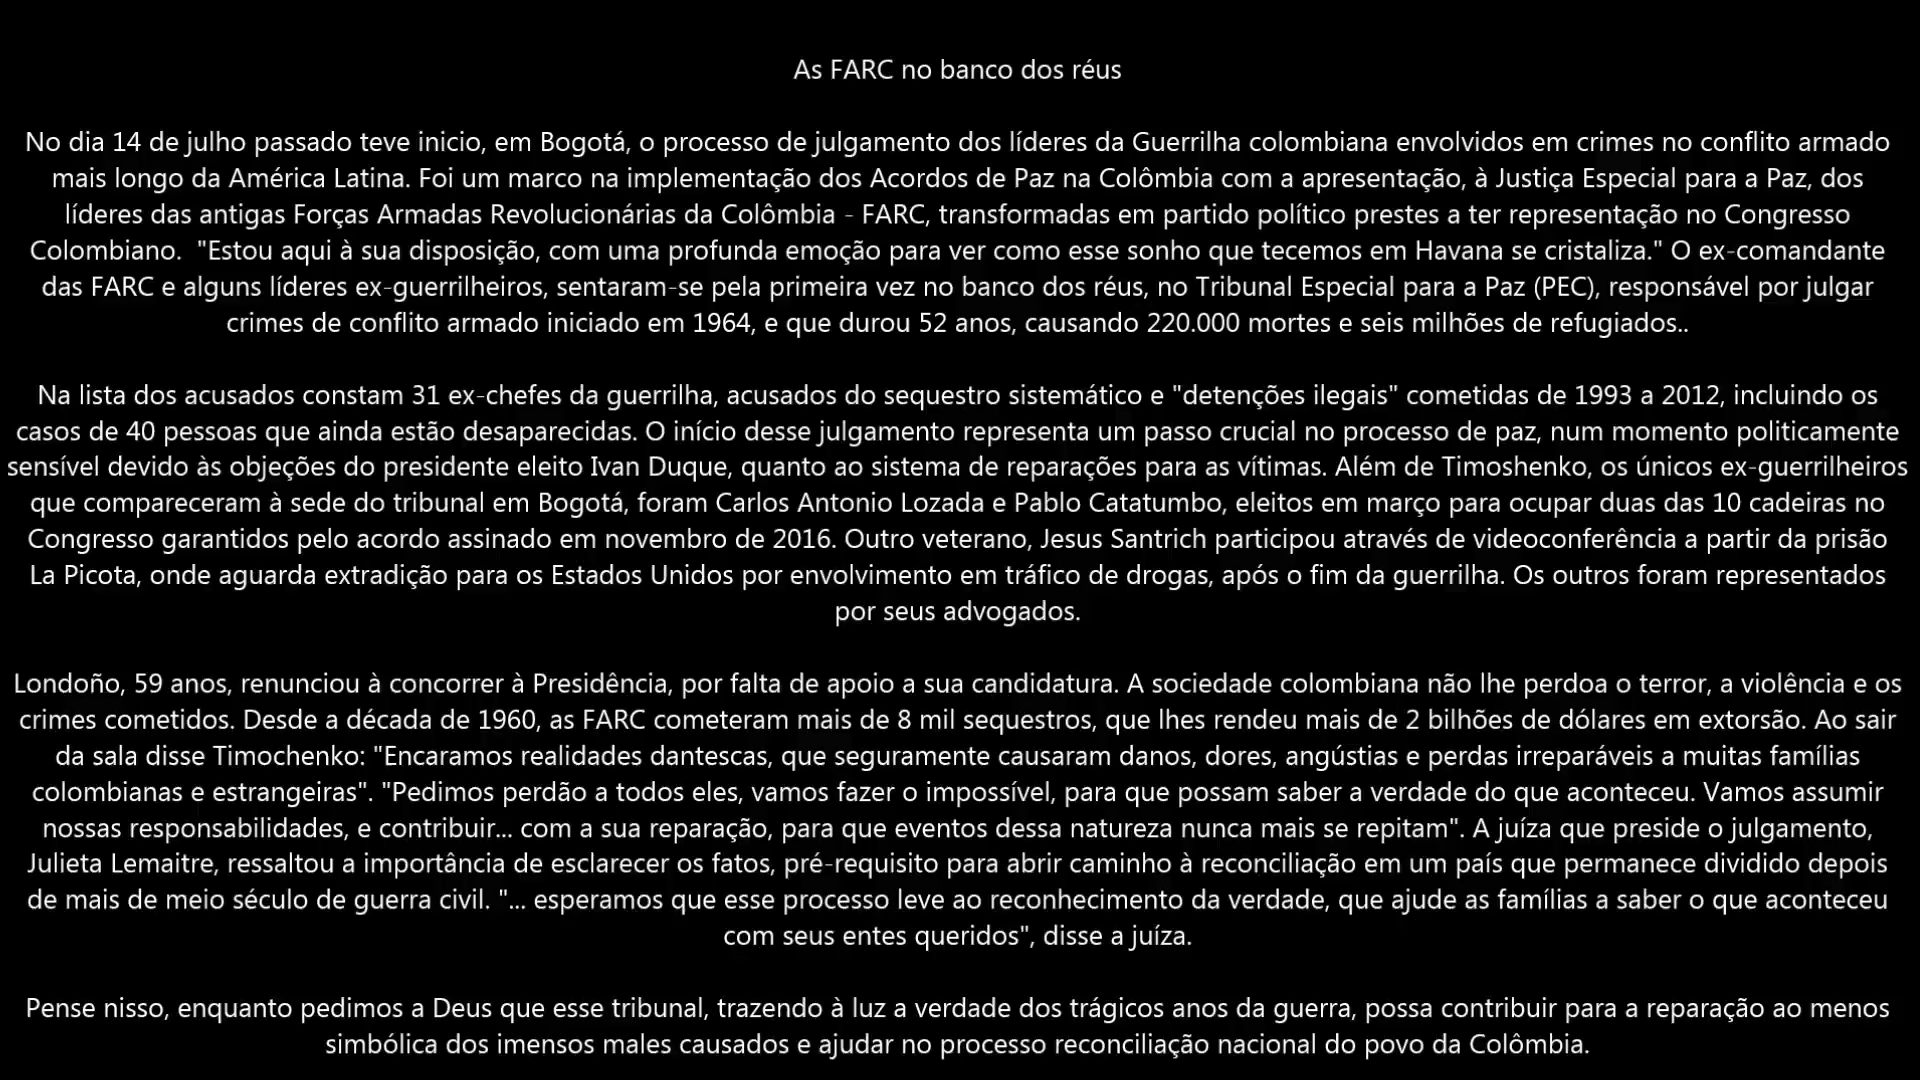 As FARC no banco dos réus
No dia 14 de julho passado teve inicio, em Bogotá, o processo de julgamento dos líderes da Guerrilha colombiana envolvidos em crimes no conflito armado
mais longo da América Latina. Foi um marco na implementação dos Acordos de Paz na Colômbia com a apresentação, à Justiça Especial para a Paz, dos
líderes das antigas Forças Armadas Revolucionárias da Colômbia - FARC, transformadas em partido político prestes a ter representação no Congresso
Colombiano.  "Estou aqui à sua disposição, com uma profunda emoção para ver como esse sonho que tecemos em Havana se cristaliza." O ex-comandante
das FARC e alguns líderes ex-guerrilheiros, sentaram-se pela primeira vez no banco dos réus, no Tribunal Especial para a Paz (PEC), responsável por julgar
crimes de conflito armado iniciado em 1964, e que durou 52 anos, causando 220.000 mortes e seis milhões de refugiados..
Na lista dos acusados constam 31 ex-chefes da guerrilha, acusados do sequestro sistemático e "detenções ilegais" cometidas de 1993 a 2012, incluindo os
casos de 40 pessoas que ainda estão desaparecidas. O início desse julgamento representa um passo crucial no processo de paz, num momento politicamente
sensível devido às objeções do presidente eleito Ivan Duque, quanto ao sistema de reparações para as vítimas. Além de Timoshenko, os únicos ex-guerrilheiros
que compareceram à sede do tribunal em Bogotá, foram Carlos Antonio Lozada e Pablo Catatumbo, eleitos em março para ocupar duas das 10 cadeiras no
Congresso garantidos pelo acordo assinado em novembro de 2016. Outro veterano, Jesus Santrich participou através de videoconferência a partir da prisão
La Picota, onde aguarda extradição para os Estados Unidos por envolvimento em tráfico de drogas, após o fim da guerrilha. Os outros foram representados
por seus advogados.
Londoño, 59 anos, renunciou à concorrer à Presidência, por falta de apoio a sua candidatura. A sociedade colombiana não lhe perdoa o terror, a violência e os
crimes cometidos. Desde a década de 1960, as FARC cometeram mais de 8 mil sequestros, que lhes rendeu mais de 2 bilhões de dólares em extorsão. Ao sair
da sala disse Timochenko: "Encaramos realidades dantescas, que seguramente causaram danos, dores, angústias e perdas irreparáveis a muitas famílias
colombianas e estrangeiras". "Pedimos perdão a todos eles, vamos fazer o impossível, para que possam saber a verdade do que aconteceu. Vamos assumir
nossas responsabilidades, e contribuir... com a sua reparação, para que eventos dessa natureza nunca mais se repitam". A juíza que preside o julgamento,
Julieta Lemaitre, ressaltou a importância de esclarecer os fatos, pré-requisito para abrir caminho à reconciliação em um país que permanece dividido depois
de mais de meio século de guerra civil. "... esperamos que esse processo leve ao reconhecimento da verdade, que ajude as famílias a saber o que aconteceu
com seus entes queridos", disse a juíza.
Pense nisso, enquanto pedimos a Deus que esse tribunal, trazendo à luz a verdade dos trágicos anos da guerra, possa contribuir para a reparação ao menos
simbólica dos imensos males causados e ajudar no processo reconciliação nacional do povo da Colômbia.